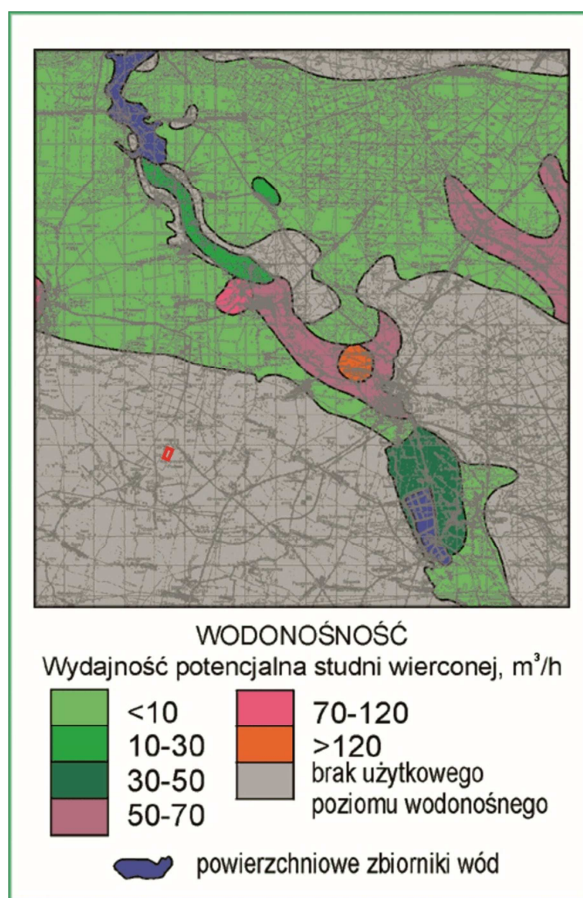 WODONOŚNOŚĆ
Wydajność potencjalna studni wierconej, m³/h
<10
10-30
30-50
50-70
70-120
>120
brak użytkowego
poziomu wodonośnego
powierzchniowe zbiorniki wód